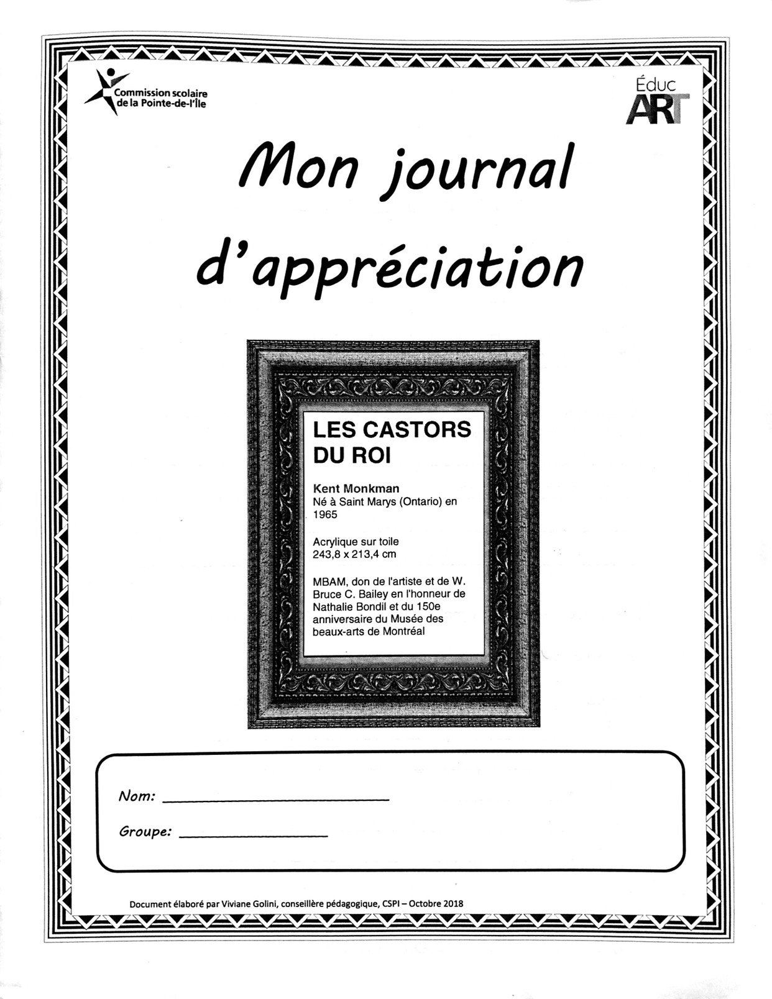 Commission scolaire
de la Pointe-de-l'Île
Éduc
ART
Mon journal
d'appréciation
LES CASTORS
DU ROI
Kent Monkman
Né à Saint Marys (Ontario) en
1965
Acrylique sur toile
243,8 x 213,4 cm
MBAM, don de l'artiste et de W.
Bruce C. Bailey en l'honneur de
Nathalie Bondil et du 150e
anniversaire du Musée des
beaux-arts de Montréal
Nom:
Groupe:
Document élaboré par Viviane Golini, conseillère pédagogique, CSPI – Octobre 2018